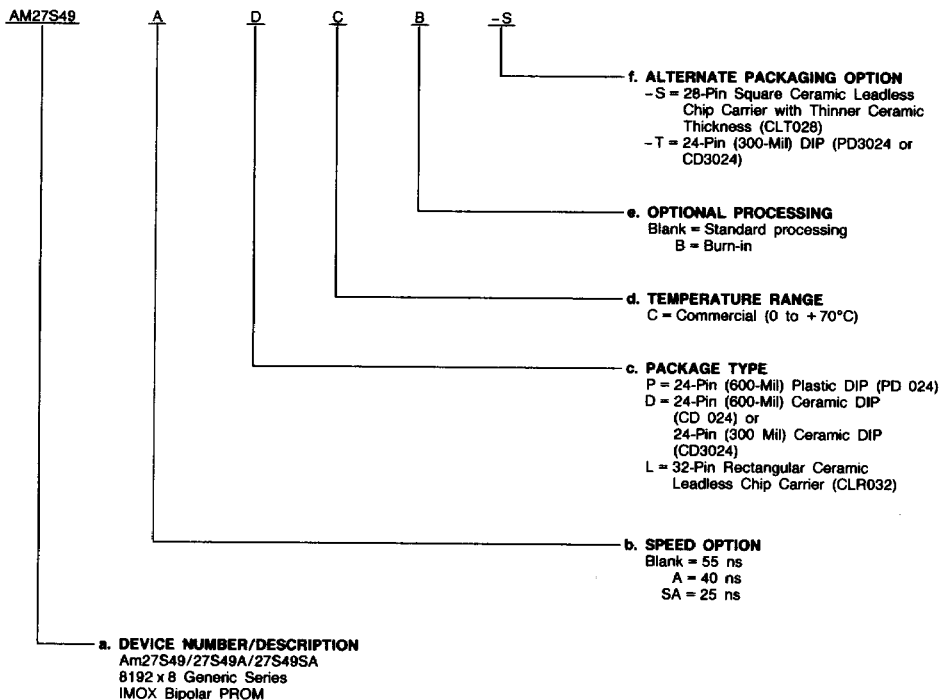 AM27S49 A D C B -S
f. ALTERNATE PACKAGING OPTION
-S = 28-Pin Square Ceramic Leadless
Chip Carrier with Thinner Ceramic
Thickness (CLT028)
-T = 24-Pin (300-Mil) DIP (PD3024 or
CD3024)
e. OPTIONAL PROCESSING
Blank = Standard processing
B = Burn-in
d. TEMPERATURE RANGE
C = Commercial (0 to +70°C)
c. PACKAGE TYPE
P = 24-Pin (600-Mil) Plastic DIP (PD 024)
D = 24-Pin (600-Mil) Ceramic DIP
(CD 024) or
24-Pin (300 Mil) Ceramic DIP
(CD3024)
L = 32-Pin Rectangular Ceramic
Leadless Chip Carrier (CLR032)
b. SPEED OPTION
Blank = 55 ns
A = 40 ns
SA = 25 ns
a. DEVICE NUMBER/DESCRIPTION
Am27S49/27S49A/27S49SA
8192 x 8 Generic Series
IMOX Bipolar PROM